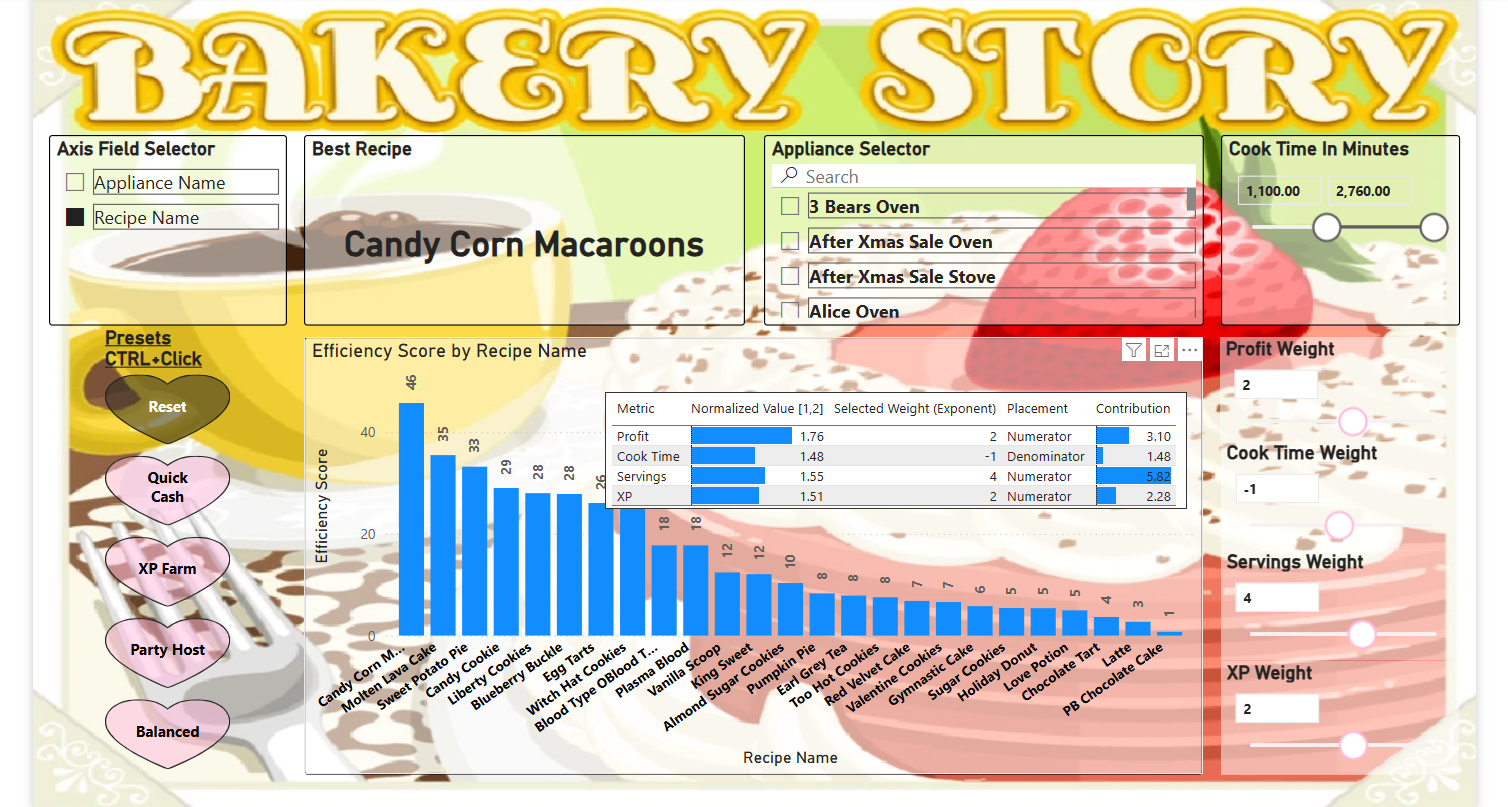 BAKERY STORY
Axis Field Selector
Appliance Name
Recipe Name
Best Recipe
Candy Corn Macaroons
Appliance Selector
Search
3 Bears Oven
After Xmas Sale Oven
After Xmas Sale Stove
Alice Oven
Cook Time In Minutes
1,100.00 2,760.00
Presets
CTRL+Click
Reset
Quick
Cash
XP Farm
Party Host
Balanced
Efficiency Score by Recipe Name
Efficiency Score
40
20
0
46
35
33
29
28
28
26
18
18
12
12
10
8
8
8
7
7
6
5
5
5
4
3
1
Metric Normalized Value [1,2] Selected Weight (Exponent) Placement Contribution
Profit 1.76 2 Numerator 3.10
Cook Time 1.48 -1 Denominator 1.48
Servings 1.55 4 Numerator 5.82
XP 1.51 2 Numerator 2.28
Candy Corn M...
Molten Lava Cake
Sweet Potato Pie
Candy Cookie
Liberty Cookies
Blueberry Buckle
Egg Tarts
Witch Hat Cookies
Blood Type OBlood T...
Plasma Blood
Vanilla Scoop
King Sweet
Almond Sugar Cookies
Pumpkin Pie
Earl Grey Tea
Too Hot Cookies
Red Velvet Cake
Valentine Cookies
Gymnastic Cake
Sugar Cookies
Holiday Donut
Love Potion
Chocolate Tart
Latte
PB Chocolate Cake
Recipe Name
Profit Weight
2
Cook Time Weight
-1
Servings Weight
4
XP Weight
2